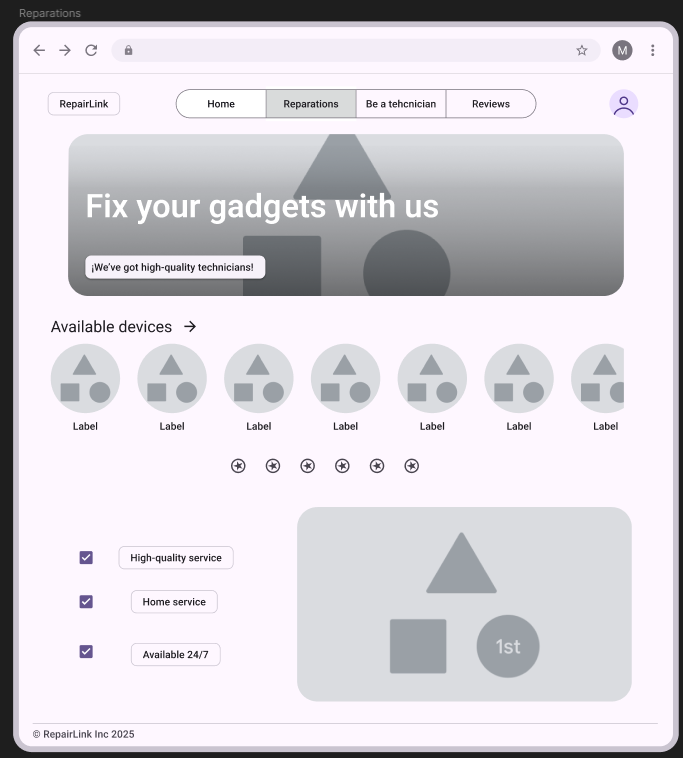 Reparations
M
RepairLink
Home
Reparations
Be a tehcnician
Reviews
Fix your gadgets with us
¡We've got high-quality technicians!
Available devices
Label
Label
Label
Label
Label
Label
Label
High-quality service
Home service
Available 24/7
1st
© RepairLink Inc 2025